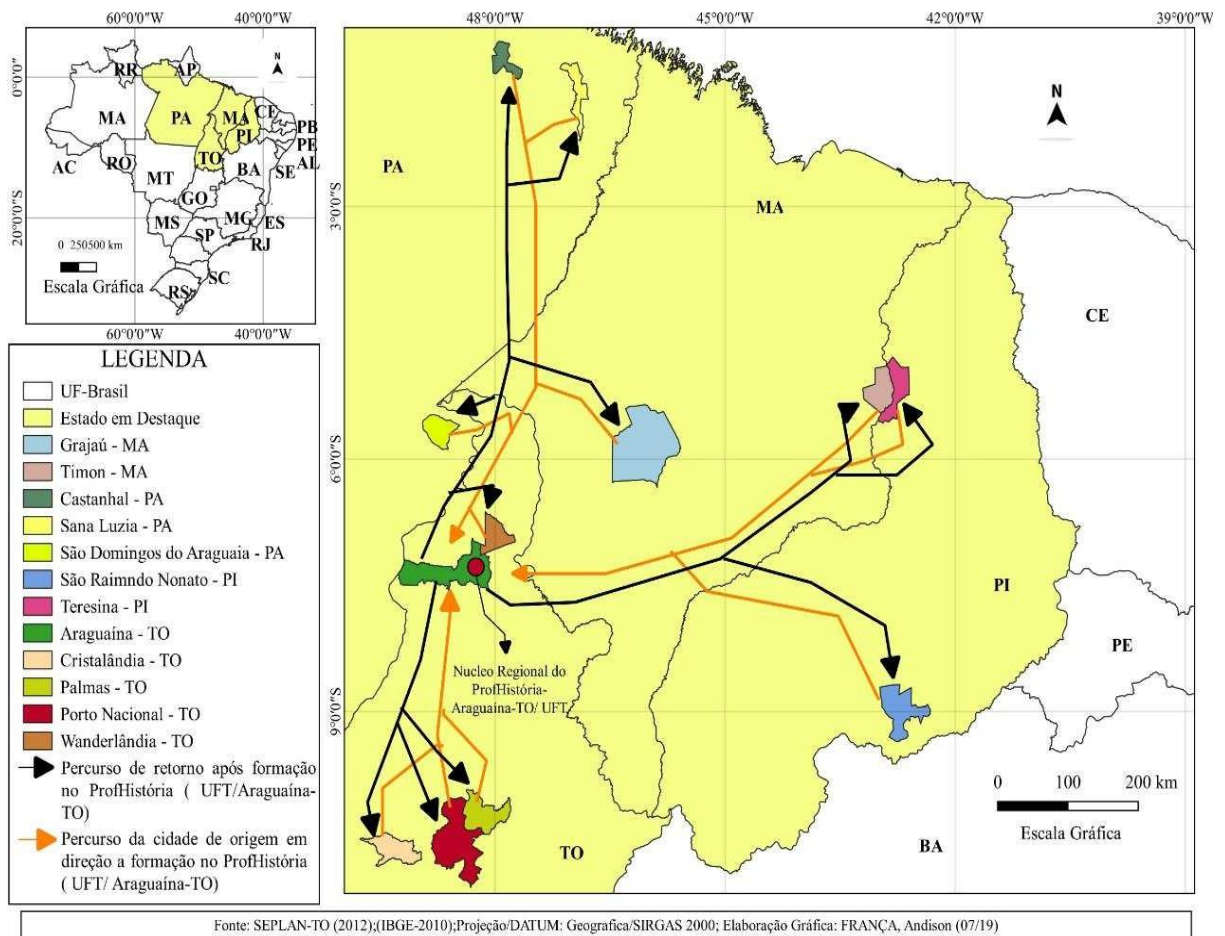 60°0'0"W 40°0'0"W
0°0'0"
20°0'0"S
N
RR
AP
MA
PA
MA
CE
PI
PB
PE
AL
TO
AC
RO
BA
SE
MT
GO
MS
MG
ES
SP
RJ
SC
RS
0 250500 km
Escala Gráfica
60°0'0"W 40°0'0"W
LEGENDA
UF-Brasil
Estado em Destaque
Grajaú - MA
Timon - MA
Castanhal - PA
Sana Luzia - PA
São Domingos do Araguaia - PA
São Raimndo Nonato - PI
Teresina - PI
Araguaína - TO
Cristalândia - TO
Palmas - TO
Porto Nacional - TO
Wanderlândia - TO
Percurso de retorno após formação
no ProfHistória ( UFT/Araguaína-
TO)
Percurso da cidade de origem em
direção a formação no ProfHistória
( UFT/ Araguaína-TO)
48°0'0"W 45°0'0"W 42°0'0"W 39°0'0"W
3°0'0"S
6°0'0"S
9°0'0"S
N
PA
MA
CE
PI
PE
BA
TO
Nucleo Regional do
ProfHistória-
Araguaína-TO/ UFT
0 100 200 km
Escala Gráfica
Fonte: SEPLAN-TO (2012);(IBGE-2010);Projeção/DATUM: Geografica/SIRGAS 2000; Elaboração Gráfica: FRANÇA, Andison (07/19)